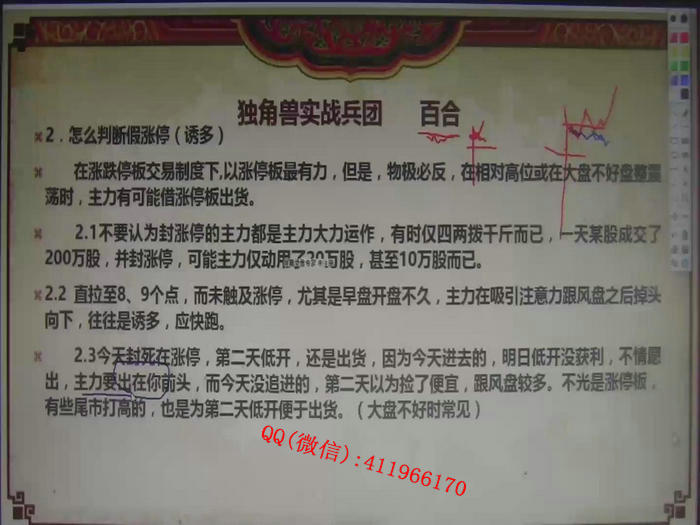 独角兽实战兵团 百合
2．怎么判断假涨停（诱多）
在涨跌停板交易制度下,以涨停板最有力，但是，物极必反，在相对高位或在大盘不好盘整震
荡时，主力有可能借涨停板出货。
2.1不要认为封涨停的主力都是主力大力运作，有时仅四两拨千斤而已，一天某股成交了
200万股，并封涨停，可能主力仅动用了20万股，甚至10万股而已。
2.2 直拉至8、9个点，而未触及涨停，尤其是早盘开盘不久，主力在吸引注意力跟风盘之后掉头
向下，往往是诱多，应快跑。
2.3今天封死在涨停，第二天低开，还是出货，因为今天进去的，明日低开没获利，不情愿
出，主力要出在你前头，而今天没追进的，第二天以为捡了便宜，跟风盘较多。不光是涨停板，
有些尾市打高的，也是为第二天低开便于出货。（大盘不好时常见）
QQ(微信):411966170